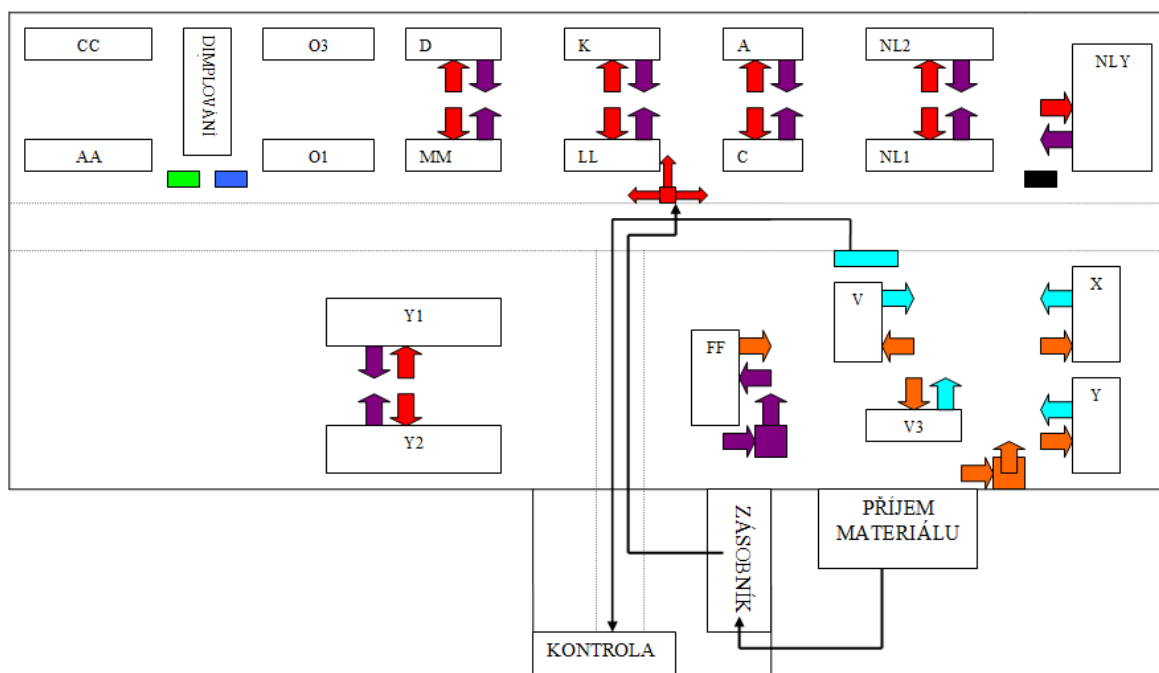 CC
O3
D
K
A
NL2
NLY
DIMPLOVÁNÍ
AA
O1
MM
LL
C
NL1
X
V
Y1
FF
Y
V3
Y2
PŘÍJEM
MATERIÁLU
ZÁSOBNÍK
KONTROLA